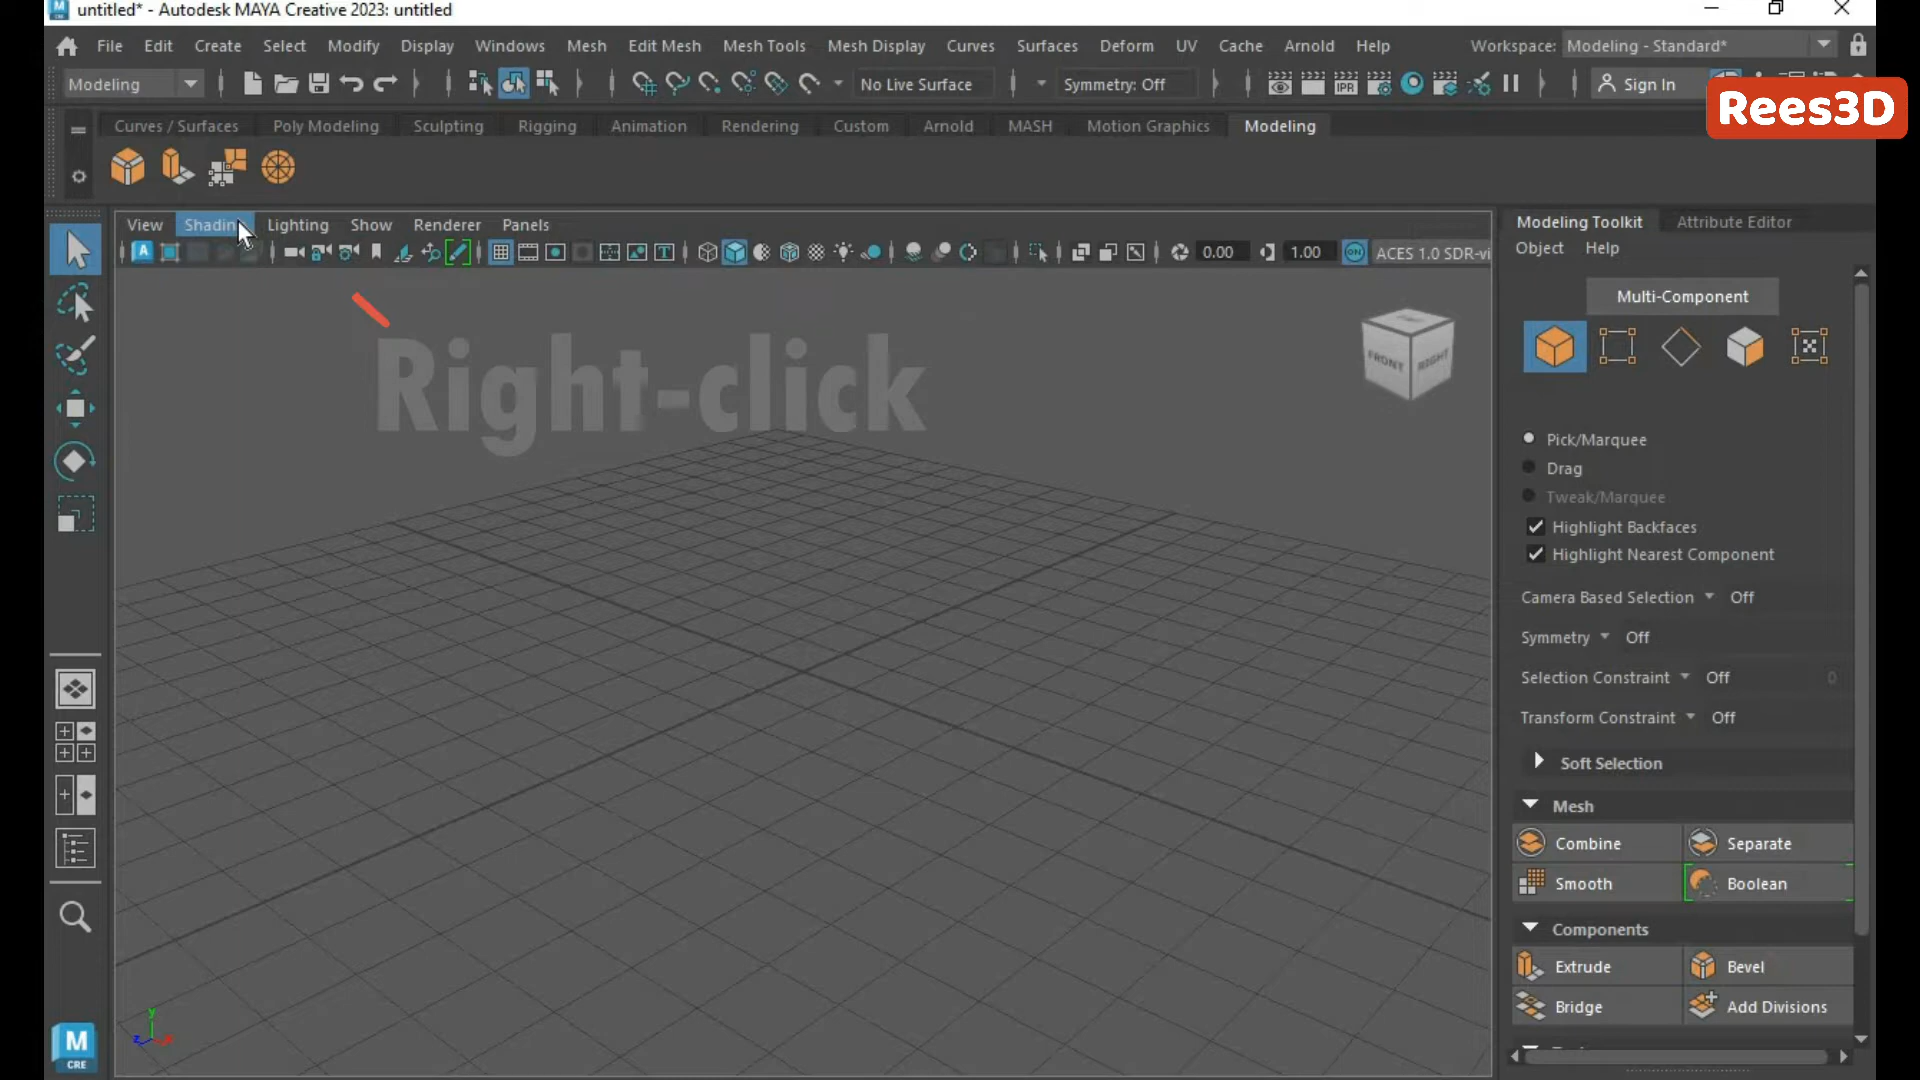 untitled* - Autodesk MAYA Creative 2023: untitled
File Edit Create Select Modify Display Windows Mesh Edit Mesh Mesh Tools Mesh Display Curves Surfaces Deform UV Cache Arnold Help Workspace: Modeling - Standard*
Modeling No Live Surface Symmetry: Off IPR Sign In
Rees3D
Curves / Surfaces Poly Modeling Sculpting Rigging Animation Rendering Custom Arnold MASH Motion Graphics Modeling
View Shading Lighting Show Renderer Panels
0.00 1.00 ON ACES 1.0 SDR-vi
Modeling Toolkit Attribute Editor
Object Help
Multi-Component
Right-click
FRONT RIGHT
Pick/Marquee
Drag
Tweak/Marquee
Highlight Backfaces
Highlight Nearest Component
Camera Based Selection Off
Symmetry Off
Selection Constraint Off 0
Transform Constraint Off
Soft Selection
Mesh
Combine Separate
Smooth Boolean
Components
Extrude Bevel
Bridge Add Divisions
y
z
M
CRE